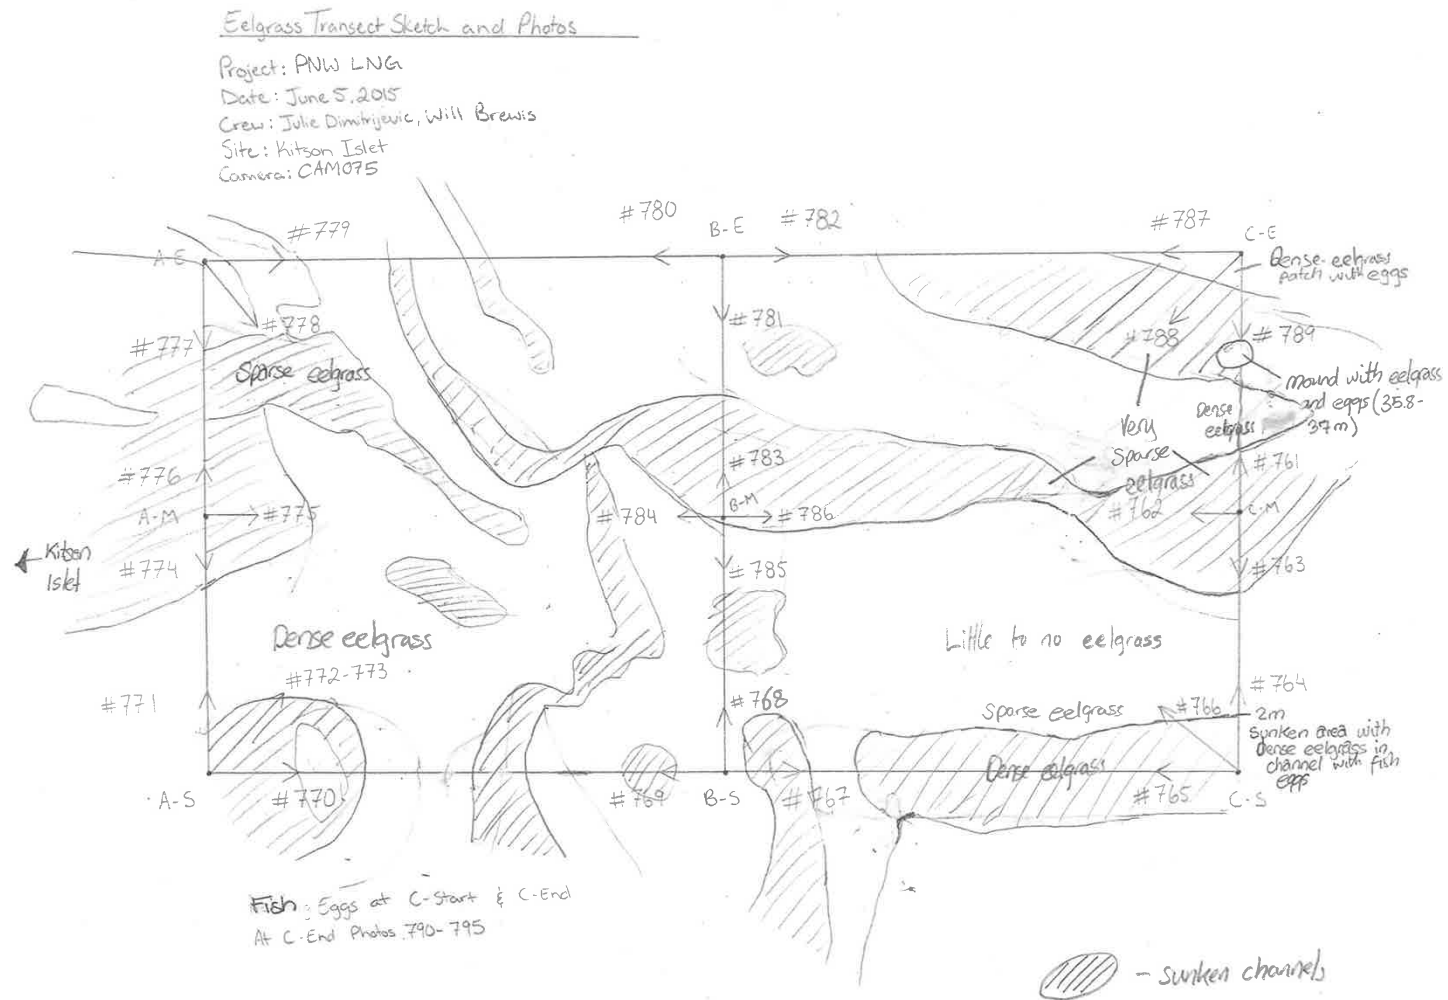 Eelgrass Transect Sketch and Photos
Project: PNW LNG
Date: June 5, 2015
Crew: Julie Dimitrijevic, Will Brewis
Site: Kitson Islet
Camera: CAM075
#779
#780
B-E
#782
#787
C-E
A-E
Dense eelgrass
patch with eggs
#778
#781
#788
#789
#777
Sparse eelgrass
mound with eelgrass
and eggs (35.8-
37m)
Dense
eelgrass
Very
Sparse
eelgrass
#776
#783
#761
A-M
#775
#784
B-M
#786
#762
C-M
Kitson
Islet
#774
#785
#763
Dense eelgrass
Little to no eelgrass
#772-773
#771
#768
Sparse eelgrass
#766
#764
2m
Sunken area with
Dense eelgrass in
channel with fish
eggs
Dense eelgrass
A-S
#770
#769
B-S
#767
#765
C-S
Fish: Eggs at C-Start & C-End
At C-End Photos 790-795
- sunken channels